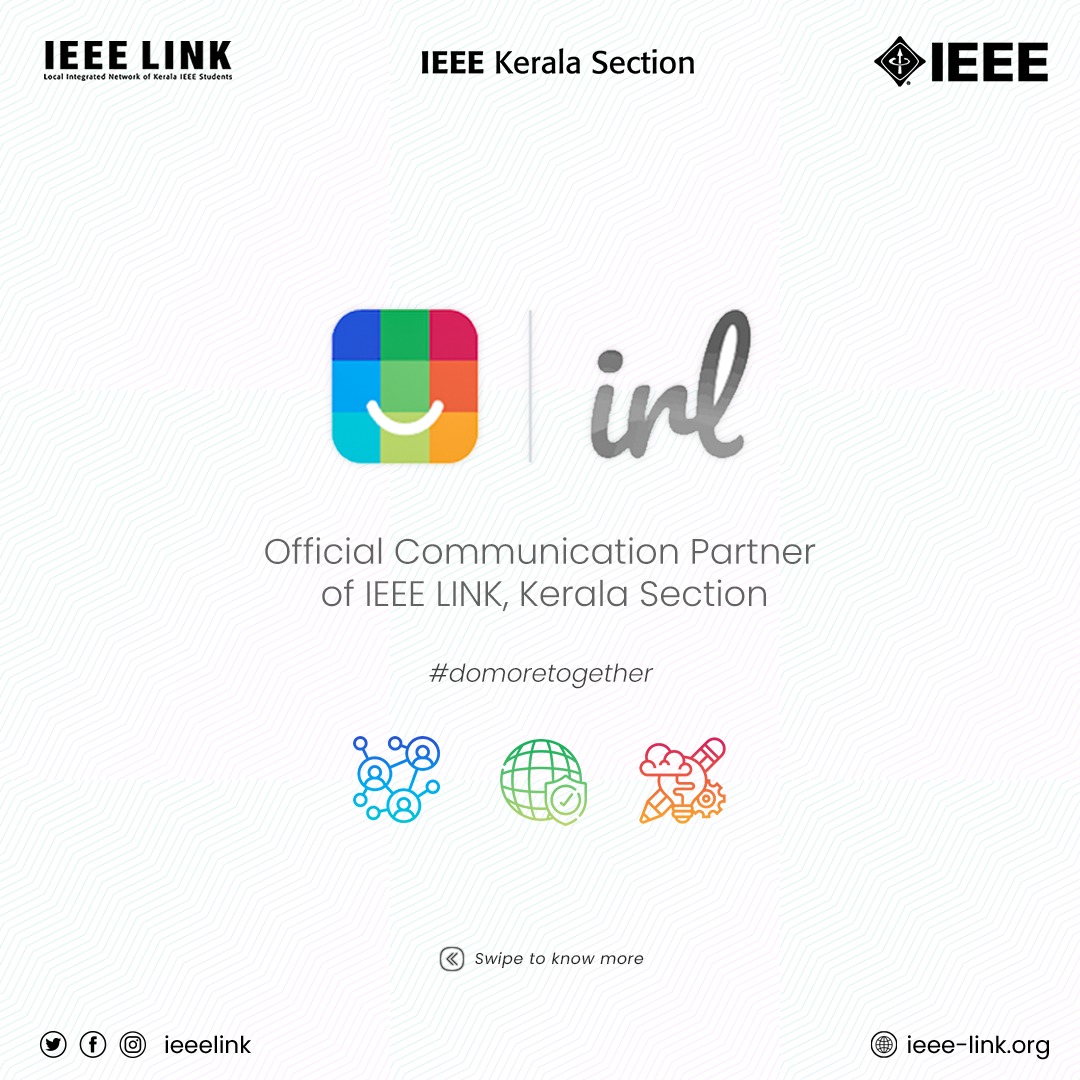 IEEE LINK
Local Integrated Network of Kerala IEEE Students
IEEE Kerala Section
IEEE
irl
Official Communication Partner
of IEEE LINK, Kerala Section
#domoretogether
Swipe to know more
ieeelink
ieee-link.org